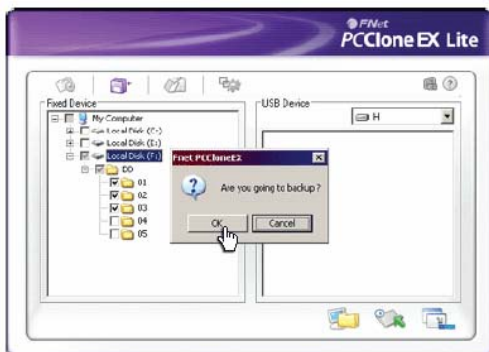 FNet
PCClone EX Lite
Fixed Device
USB Device
My Computer
H
Local Disk (C:)
Local Disk (E:)
Local Disk (F:)
DD
01
02
03
04
05
Fnet PCCloneEX
Are you going to backup ?
OK
Cancel